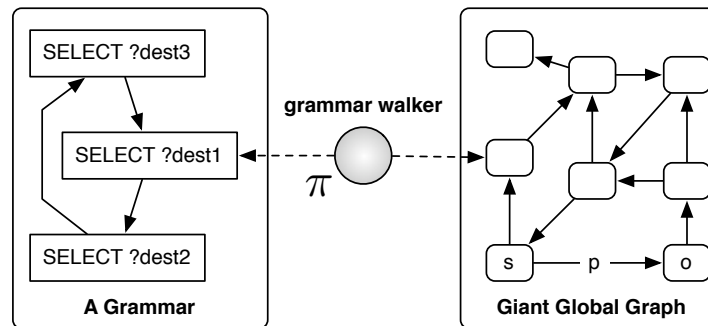 SELECT ?dest3
SELECT ?dest1
SELECT ?dest2
A Grammar
grammar walker
π
s p o
Giant Global Graph